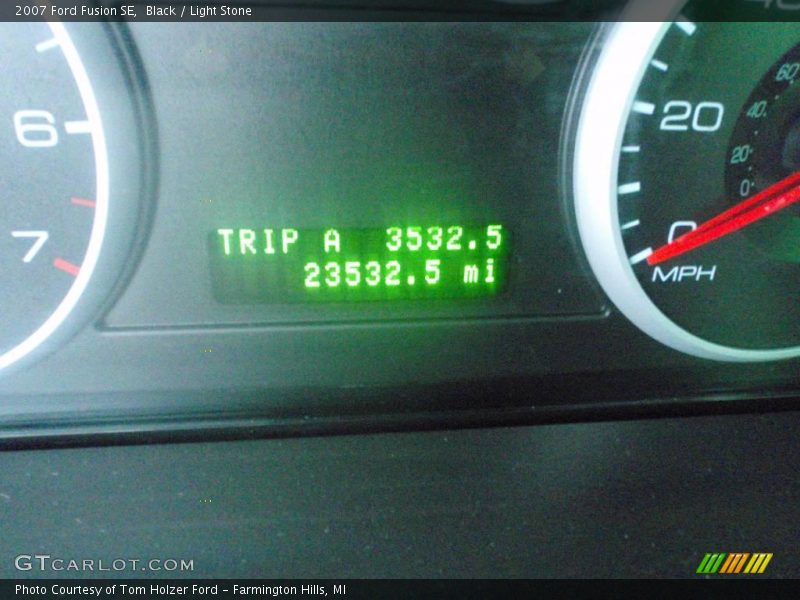 2007 Ford Fusion SE,  Black / Light Stone
6
7
TRIP A 3532.5
23532.5 mi
20
0
MPH
60
40
20
0
GTCARLOT.COM
Photo Courtesy of Tom Holzer Ford – Farmington Hills, MI